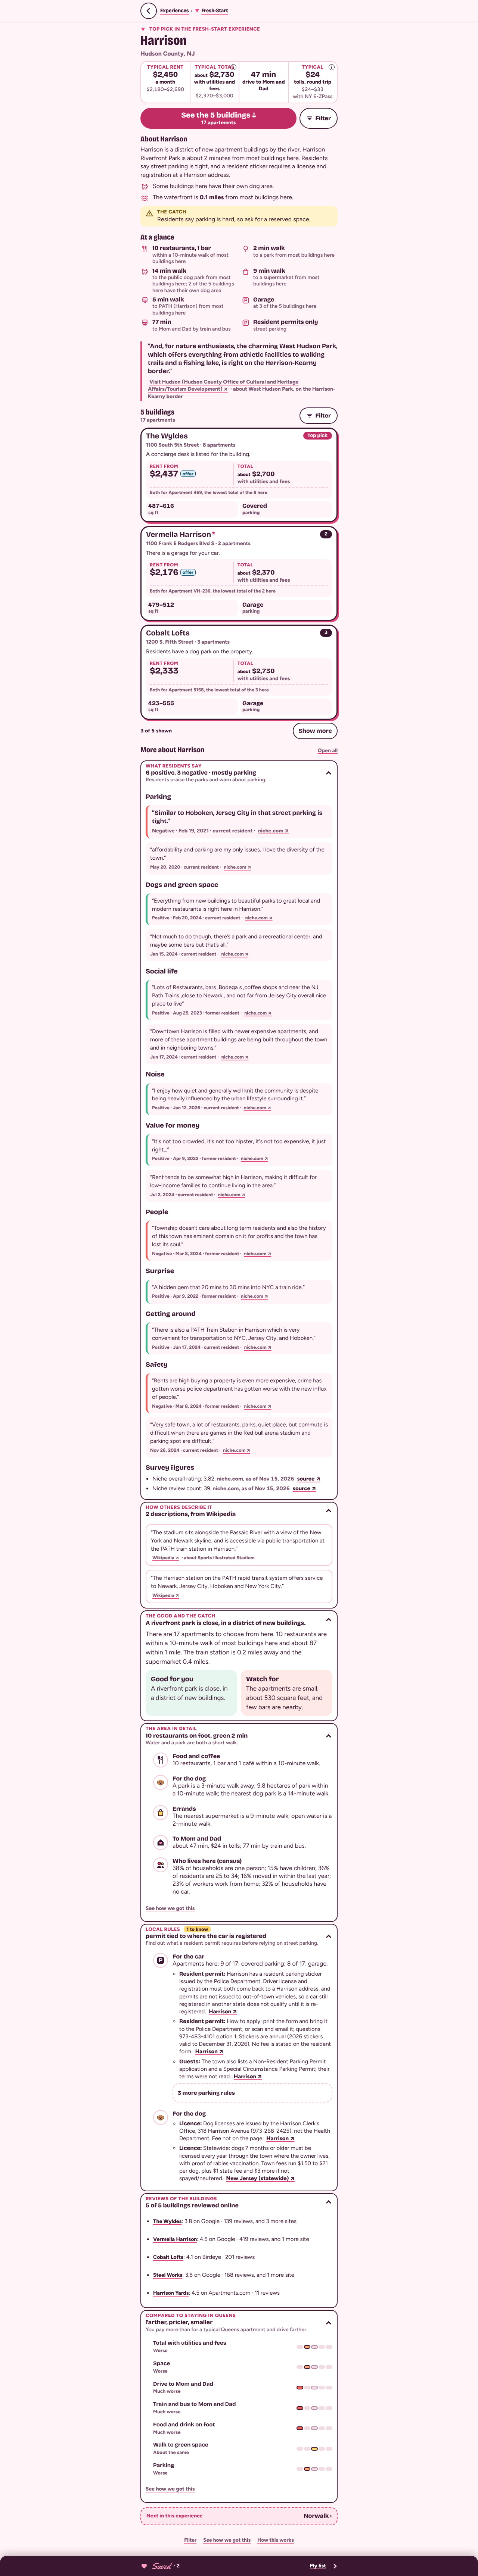 Experiences › Fresh-Start
TOP PICK IN THE FRESH-START EXPERIENCE
Harrison
Hudson County, NJ
TYPICAL RENT
$2,450
a month
$2,180–$2,690
TYPICAL TOTAL
about $2,730
with utilities and
fees
$2,370–$3,000
47 min
drive to Mom and
Dad
TYPICAL
$24
tolls, round trip
$24–$33
with NY E-ZPass
See the 5 buildings ↓
17 apartments
Filter
About Harrison
Harrison is a district of new apartment buildings by the river. Harrison
Riverfront Park is about 2 minutes from most buildings here. Residents
say street parking is tight, and a resident sticker requires a license and
registration at a Harrison address.
Some buildings here have their own dog area.
The waterfront is 0.1 miles from most buildings here.
THE CATCH
Residents say parking is hard, so ask for a reserved space.
At a glance
10 restaurants, 1 bar
within a 10-minute walk of most
buildings here
2 min walk
to a park from most buildings here
14 min walk
to the public dog park from most
buildings here; 2 of the 5 buildings
here have their own dog area
9 min walk
to a supermarket from most
buildings here
5 min walk
to PATH (Harrison) from most
buildings here
Garage
at 3 of the 5 buildings here
77 min
to Mom and Dad by train and bus
Resident permits only
street parking
"And, for nature enthusiasts, the charming West Hudson Park,
which offers everything from athletic facilities to walking
trails and a fishing lake, is right on the Harrison-Kearny
border."
Visit Hudson (Hudson County Office of Cultural and Heritage
Affairs/Tourism Development) ↗ · about West Hudson Park, on the Harrison-
Kearny border
5 buildings
17 apartments
Filter
The Wyldes
Top pick
1100 South 5th Street · 8 apartments
A concierge desk is listed for the building.
RENT FROM
$2,437 offer
TOTAL
about $2,700
with utilities and fees
Both for Apartment 469, the lowest total of the 8 here
487–616
sq ft
Covered
parking
Vermella Harrison*
2
1100 Frank E Rodgers Blvd S · 2 apartments
There is a garage for your car.
RENT FROM
$2,176 offer
TOTAL
about $2,370
with utilities and fees
Both for Apartment VH-236, the lowest total of the 2 here
479–512
sq ft
Garage
parking
Cobalt Lofts
3
1200 S. Fifth Street · 3 apartments
Residents have a dog park on the property.
RENT FROM
$2,333
TOTAL
about $2,730
with utilities and fees
Both for Apartment 5158, the lowest total of the 3 here
423–555
sq ft
Garage
parking
3 of 5 shown
Show more
More about Harrison
Open all
WHAT RESIDENTS SAY
6 positive, 3 negative · mostly parking
Residents praise the parks and warn about parking.
Parking
"Similar to Hoboken, Jersey City in that street parking is
tight."
Negative · Feb 19, 2021 · current resident · niche.com ↗
"affordability and parking are my only issues. I love the diversity of the
town."
May 20, 2020 · current resident · niche.com ↗
Dogs and green space
"Everything from new buildings to beautiful parks to great local and
modern restaurants is right here in Harrison."
Positive · Feb 20, 2024 · current resident · niche.com ↗
"Not much to do though, there's a park and a recreational center, and
maybe some bars but that's all."
Jan 15, 2024 · current resident · niche.com ↗
Social life
"Lots of Restaurants, bars ,Bodega s ,coffee shops and near the NJ
Path Trains ,close to Newark , and not far from Jersey City overall nice
place to live"
Positive · Aug 25, 2023 · former resident · niche.com ↗
"Downtown Harrison is filled with newer expensive apartments, and
more of these apartment buildings are being built throughout the town
and in neighboring towns."
Jun 17, 2024 · current resident · niche.com ↗
Noise
"I enjoy how quiet and generally well knit the community is despite
being heavily influenced by the urban lifestyle surrounding it."
Positive · Jan 12, 2026 · current resident · niche.com ↗
Value for money
"It's not too crowded, it's not too hipster, it's not too expensive, it just
right..."
Positive · Apr 9, 2022 · former resident · niche.com ↗
"Rent tends to be somewhat high in Harrison, making it difficult for
low-income families to continue living in the area."
Jul 2, 2024 · current resident · niche.com ↗
People
"Township doesn't care about long term residents and also the history
of this town has eminent domain on it for profits and the town has
lost its soul."
Negative · Mar 8, 2024 · former resident · niche.com ↗
Surprise
"A hidden gem that 20 mins to 30 mins into NYC a train ride."
Positive · Apr 9, 2022 · former resident · niche.com ↗
Getting around
"There is also a PATH Train Station in Harrison which is very
convenient for transportation to NYC, Jersey City, and Hoboken."
Positive · Jun 17, 2024 · current resident · niche.com ↗
Safety
"Rents are high buying a property is even more expensive, crime has
gotten worse police department has gotten worse with the new influx
of people."
Negative · Mar 8, 2024 · former resident · niche.com ↗
"Very safe town, a lot of restaurants, parks, quiet place, but commute is
difficult when there are games in the Red bull arena stadium and
parking spot are difficult."
Nov 26, 2024 · current resident · niche.com ↗
Survey figures
• Niche overall rating: 3.82. niche.com, as of Nov 15, 2026 source ↗
• Niche review count: 39. niche.com, as of Nov 15, 2026 source ↗
HOW OTHERS DESCRIBE IT
2 descriptions, from Wikipedia
"The stadium sits alongside the Passaic River with a view of the New
York and Newark skyline, and is accessible via public transportation at
the PATH train station in Harrison."
Wikipedia ↗ · about Sports Illustrated Stadium
"The Harrison station on the PATH rapid transit system offers service
to Newark, Jersey City, Hoboken and New York City."
Wikipedia ↗
THE GOOD AND THE CATCH
A riverfront park is close, in a district of new buildings.
There are 17 apartments to choose from here. 10 restaurants are
within a 10-minute walk of most buildings here and about 87
within 1 mile. The train station is 0.2 miles away and the
supermarket 0.4 miles.
Good for you
A riverfront park is close, in
a district of new buildings.
Watch for
The apartments are small,
about 530 square feet, and
few bars are nearby.
THE AREA IN DETAIL
10 restaurants on foot, green 2 min
Water and a park are both a short walk.
Food and coffee
10 restaurants, 1 bar and 1 café within a 10-minute walk.
For the dog
A park is a 3-minute walk away; 9.8 hectares of park within
a 10-minute walk; the nearest dog park is a 14-minute walk.
Errands
The nearest supermarket is a 9-minute walk; open water is a
2-minute walk.
To Mom and Dad
about 47 min, $24 in tolls; 77 min by train and bus.
Who lives here (census)
38% of households are one person; 15% have children; 36%
of residents are 25 to 34; 16% moved in within the last year;
23% of workers work from home; 32% of households have
no car.
See how we got this
LOCAL RULES 1 to know
permit tied to where the car is registered
Find out what a resident permit requires before relying on street parking.
For the car
Apartments here: 9 of 17: covered parking; 8 of 17: garage.
Resident permit: Harrison has a resident parking sticker
issued by the Police Department. Driver license and
registration must both come back to a Harrison address, and
permits are not issued to out-of-town vehicles, so a car still
registered in another state does not qualify until it is re-
registered. Harrison ↗
Resident permit: How to apply: print the form and bring it
to the Police Department, or scan and email it; questions
973-483-4101 option 1. Stickers are annual (2026 stickers
valid to December 31, 2026). No fee is stated on the resident
form. Harrison ↗
Guests: The town also lists a Non-Resident Parking Permit
application and a Special Circumstance Parking Permit; their
terms were not read. Harrison ↗
3 more parking rules
For the dog
Licence: Dog licenses are issued by the Harrison Clerk's
Office, 318 Harrison Avenue (973-268-2425), not the Health
Department. Fee not on the page. Harrison ↗
Licence: Statewide: dogs 7 months or older must be
licensed every year through the town where the owner lives,
with proof of rabies vaccination. Town fees run $1.50 to $21
per dog, plus $1 state fee and $3 more if not
spayed/neutered. New Jersey (statewide) ↗
REVIEWS OF THE BUILDINGS
5 of 5 buildings reviewed online
• The Wyldes: 3.8 on Google · 139 reviews, and 3 more sites
• Vermella Harrison: 4.5 on Google · 419 reviews, and 1 more site
• Cobalt Lofts: 4.1 on Birdeye · 201 reviews
• Steel Works: 3.8 on Google · 168 reviews, and 1 more site
• Harrison Yards: 4.5 on Apartments.com · 11 reviews
COMPARED TO STAYING IN QUEENS
farther, pricier, smaller
You pay more than for a typical Queens apartment and drive farther.
Total with utilities and fees
Worse
Space
Worse
Drive to Mom and Dad
Much worse
Train and bus to Mom and Dad
Much worse
Food and drink on foot
Much worse
Walk to green space
About the same
Parking
Worse
See how we got this
Next in this experience
Norwalk ›
Filter See how we got this How this works
Saved · 2
My list